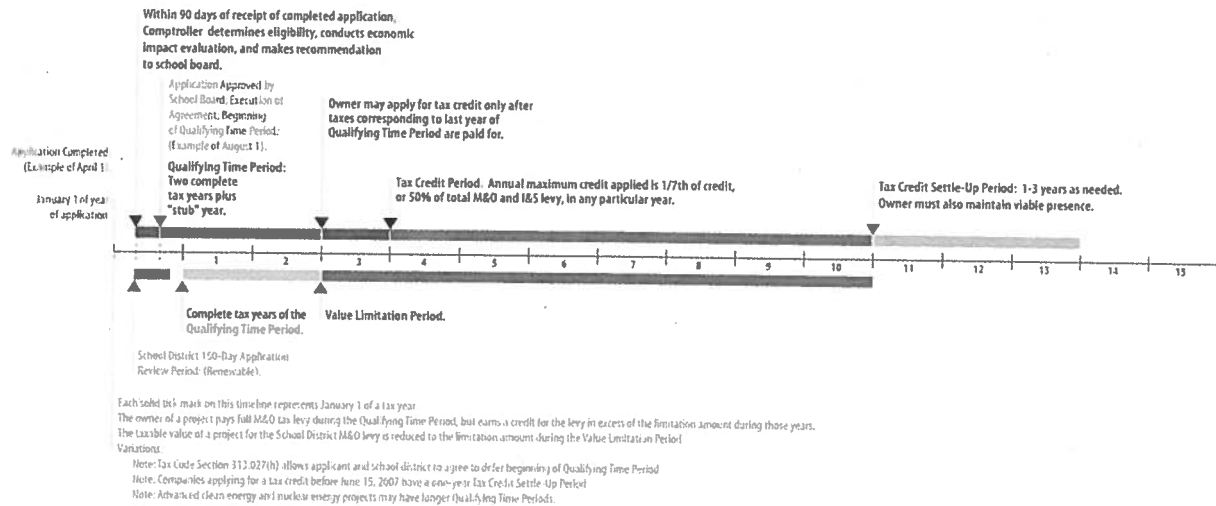 Within 90 days of receipt of completed application,
Comptroller determines eligibility, conducts economic
impact evaluation, and makes recommendation
to school board.
Application Approved by
School Board, Execution of
Agreement, Beginning
of Qualifying Time Period:
(Example of August 1).
Owner may apply for tax credit only after
taxes corresponding to last year of
Qualifying Time Period are paid for.
Application Completed
(Example of April 1)
January 1 of year
of application
Qualifying Time Period:
Two complete
tax years plus
"stub" year.
Tax Credit Period. Annual maximum credit applied is 1/7th of credit,
or 50% of total M&O and I&S levy, in any particular year.
Tax Credit Settle-Up Period: 1-3 years as needed.
Owner must also maintain viable presence.
1 2 3 4 5 6 7 8 9 10 11 12 13 14 15
Complete tax years of the
Qualifying Time Period.
Value Limitation Period.
School District 150-Day Application
Review Period: (Renewable).
Each solid tick mark on this timeline represents January 1 of a tax year
The owner of a project pays full M&O tax levy during the Qualifying Time Period, but earns a credit for the levy in excess of the limitation amount during those years.
The taxable value of a project for the School District M&O levy is reduced to the limitation amount during the Value Limitation Period
Variations:
Note: Tax Code Section 313.027(h) allows applicant and school district to agree to defer beginning of Qualifying Time Period
Note: Companies applying for a tax credit before June 15, 2007 have a one-year Tax Credit Settle-Up Period
Note: Advanced clean energy and nuclear energy projects may have longer Qualifying Time Periods.